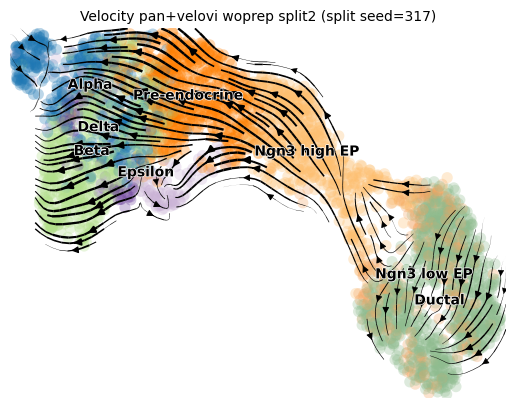 Velocity pan+velovi woprep split2 (split seed=317)
Alpha
Pre-endocrine
Delta
Beta
Ngn3 high EP
Epsilon
Ngn3 low EP
Ductal